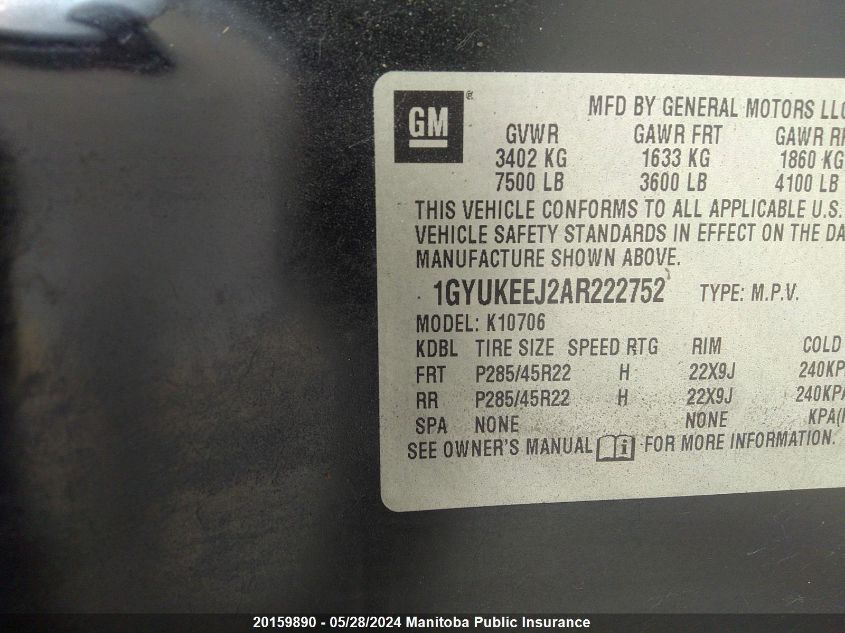 GM®
MFD BY GENERAL MOTORS LLC
GVWR GAWR FRT GAWR
3402 KG 1633 KG 1860 KG
7500 LB 3600 LB 4100 LB
THIS VEHICLE CONFORMS TO ALL APPLICABLE U.S.
VEHICLE SAFETY STANDARDS IN EFFECT ON THE
MANUFACTURE SHOWN ABOVE.
1GYUKEEJ2AR222752 TYPE: M.P.V.
MODEL: K10706
KDBL TIRE SIZE SPEED RTG RIM COLD
FRT P285/45R22 H 22X9J 240KP
RR P285/45R22 H 22X9J 240KPA
SPA NONE NONE KPA(
SEE OWNER'S MANUAL i FOR MORE INFORMATION.
20159890 - 05/28/2024 Manitoba Public Insurance